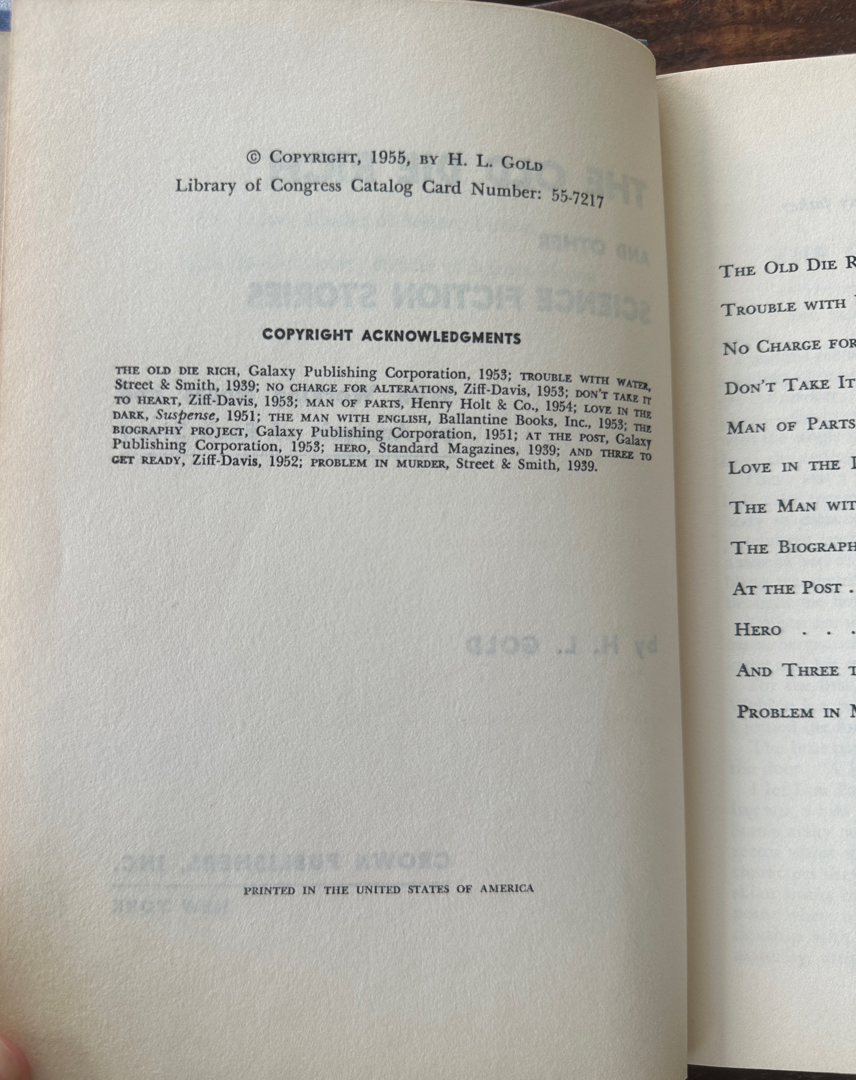 © Copyright, 1955, by H. L. Gold
Library of Congress Catalog Card Number: 55-7217
COPYRIGHT ACKNOWLEDGMENTS
THE OLD DIE RICH, Galaxy Publishing Corporation, 1953; TROUBLE WITH WATER,
Street & Smith, 1939; NO CHARGE FOR ALTERATIONS, Ziff-Davis, 1953; DON'T TAKE IT
TO HEART, Ziff-Davis, 1953; MAN OF PARTS, Henry Holt & Co., 1954; LOVE IN THE
DARK, Suspense, 1951; THE MAN WITH ENGLISH, Ballantine Books, Inc., 1953; THE
BIOGRAPHY PROJECT, Galaxy Publishing Corporation, 1951; AT THE POST, Galaxy
Publishing Corporation, 1953; HERO, Standard Magazines, 1939; AND THREE TO
GET READY, Ziff-Davis, 1952; PROBLEM IN MURDER, Street & Smith, 1939.
PRINTED IN THE UNITED STATES OF AMERICA
The Old Die R
Trouble with
No Charge for
Don't Take It
Man of Parts
Love in the
The Man wit
The Biograph
At the Post .
Hero . . .
And Three t
Problem in M